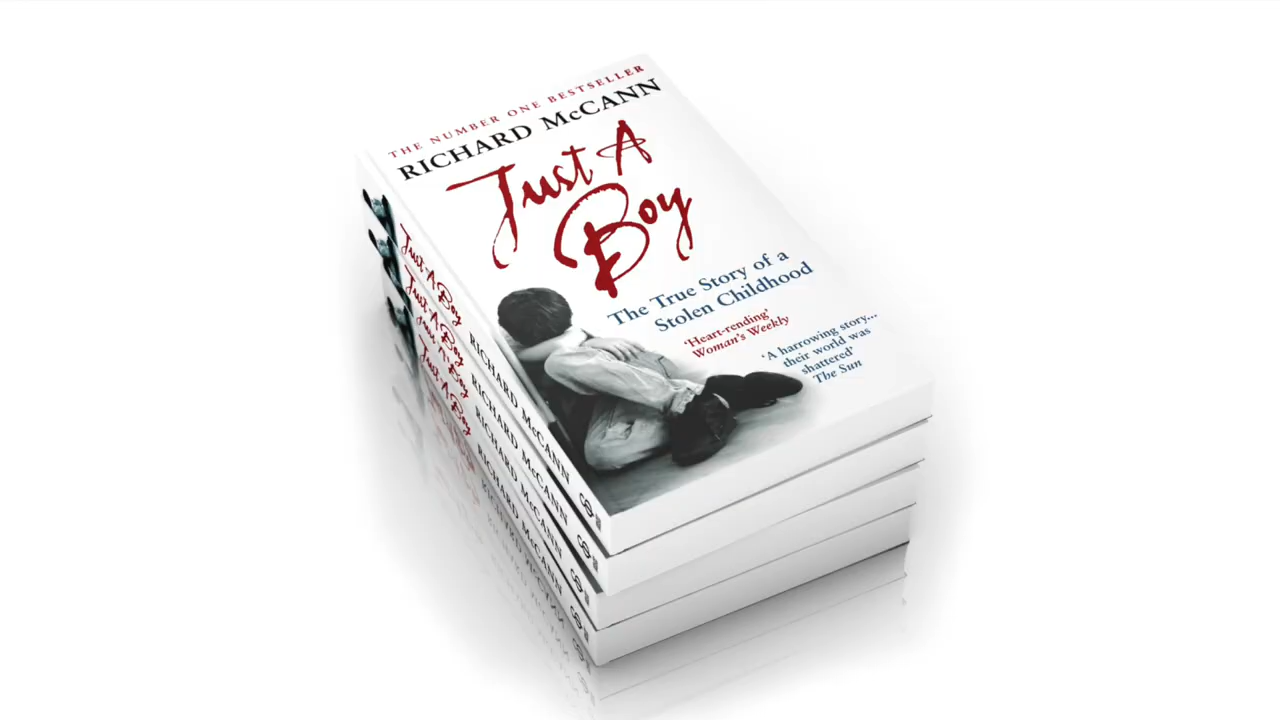 THE NUMBER ONE BESTSELLER
RICHARD McCANN
Just A
Boy
The True Story of a
Stolen Childhood
‘Heart-rending’
Woman's Weekly
‘A harrowing story...
their world was
shattered’
The Sun
Just A Boy RICHARD McCANN
Just A Boy RICHARD McCANN
Just A Boy RICHARD McCANN
Just A Boy RICHARD McCANN